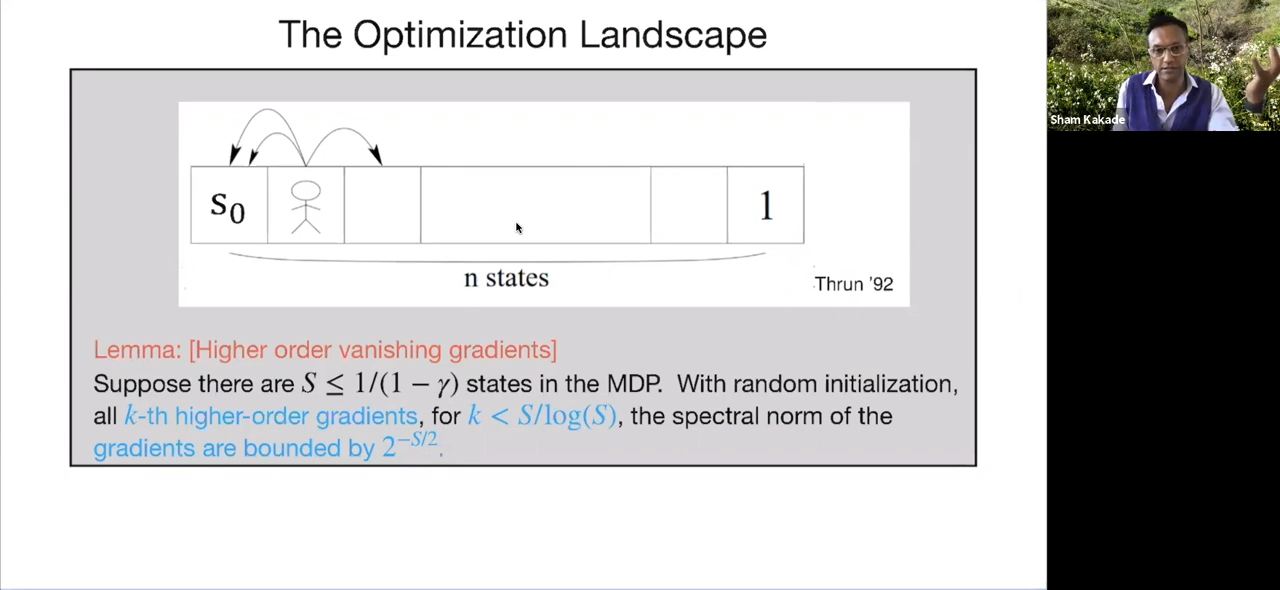 The Optimization Landscape
Sham Kakade
s₀
1
n states
Thrun '92
Lemma: [Higher order vanishing gradients]
Suppose there are S ≤ 1/(1 − γ) states in the MDP. With random initialization,
all k-th higher-order gradients, for k < S/log(S), the spectral norm of the
gradients are bounded by 2^{−S/2}.